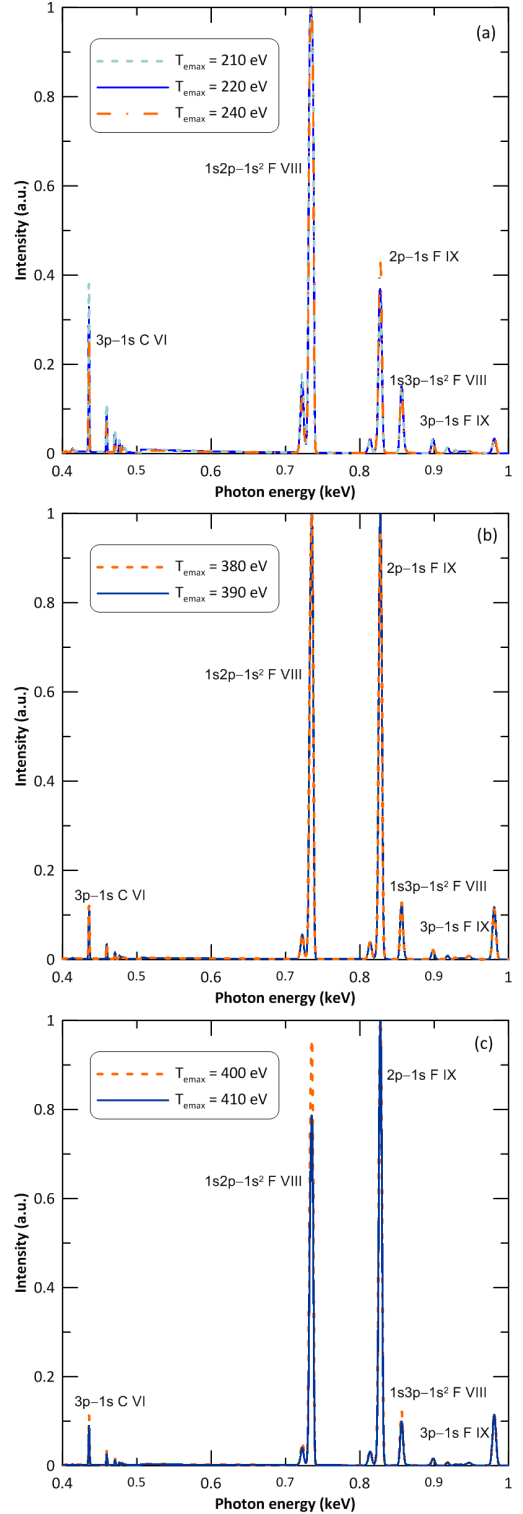 (a)
T_emax = 210 eV
T_emax = 220 eV
T_emax = 240 eV
1s2p–1s² F VIII
2p–1s F IX
3p–1s C VI
1s3p–1s² F VIII
3p–1s F IX
Intensity (a.u.)
1
0.8
0.6
0.4
0.2
0
0.4 0.5 0.6 0.7 0.8 0.9 1
Photon energy (keV)
(b)
T_emax = 380 eV
T_emax = 390 eV
2p–1s F IX
1s2p–1s² F VIII
3p–1s C VI
1s3p–1s² F VIII
3p–1s F IX
Intensity (a.u.)
1
0.8
0.6
0.4
0.2
0
0.4 0.5 0.6 0.7 0.8 0.9 1
Photon energy (keV)
(c)
T_emax = 400 eV
T_emax = 410 eV
2p–1s F IX
1s2p–1s² F VIII
3p–1s C VI
1s3p–1s² F VIII
3p–1s F IX
Intensity (a.u.)
1
0.8
0.6
0.4
0.2
0
0.4 0.5 0.6 0.7 0.8 0.9 1
Photon energy (keV)